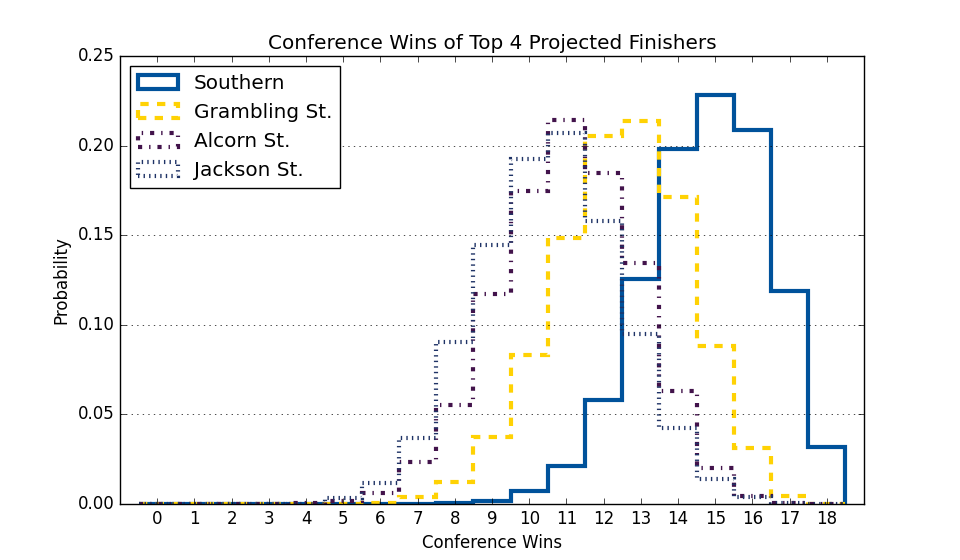 Conference Wins of Top 4 Projected Finishers
0.25
0.20
0.15
0.10
0.05
0.00
Probability
Southern
Grambling St.
Alcorn St.
Jackson St.
0 1 2 3 4 5 6 7 8 9 10 11 12 13 14 15 16 17 18
Conference Wins